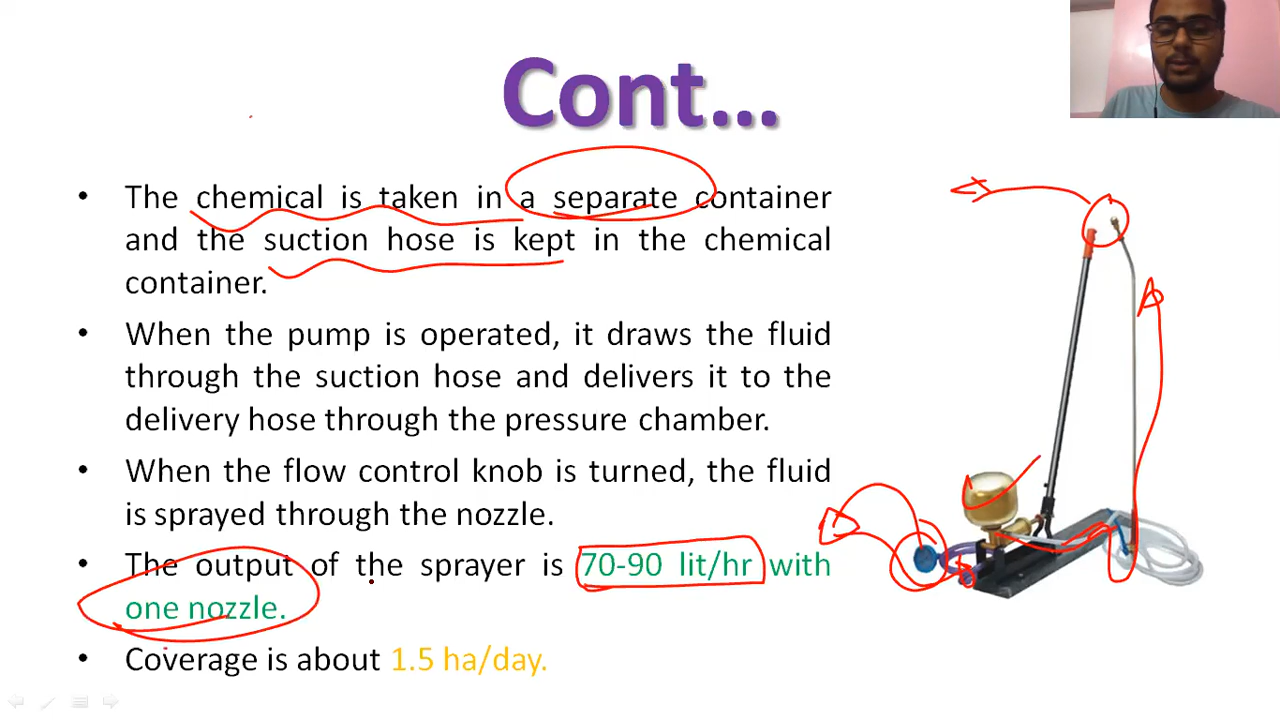 Cont...
• The chemical is taken in a separate container
and the suction hose is kept in the chemical
container.
• When the pump is operated, it draws the fluid
through the suction hose and delivers it to the
delivery hose through the pressure chamber.
• When the flow control knob is turned, the fluid
is sprayed through the nozzle.
• The output of the sprayer is 70-90 lit/hr with
one nozzle.
• Coverage is about 1.5 ha/day.